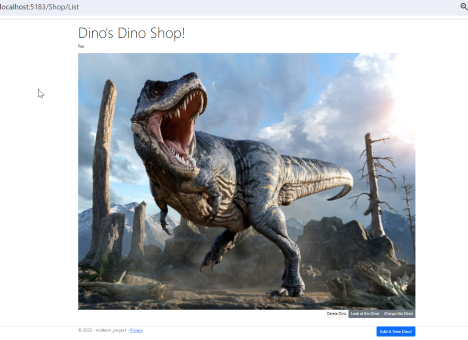 localhost:5183/Shop/List
Dino's Dino Shop!
Rex
Delete Dino Look at this Dino! Change this Dino!
© 2023 - midterm_project - Privacy
Add A New Dino!